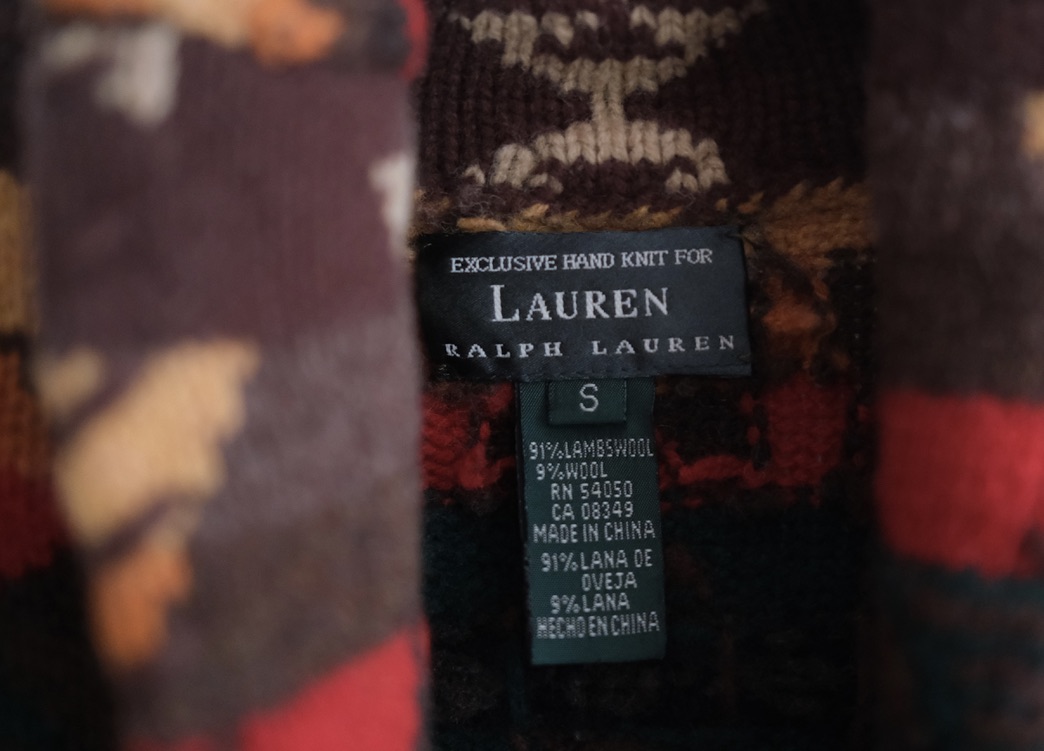 EXCLUSIVE HAND KNIT FOR
LAUREN
RALPH LAUREN
S
91%LAMBSWOOL
9%WOOL
RN 54050
CA 08349
MADE IN CHINA
91%LANA DE
OVEJA
9%LANA
HECHO EN CHINA